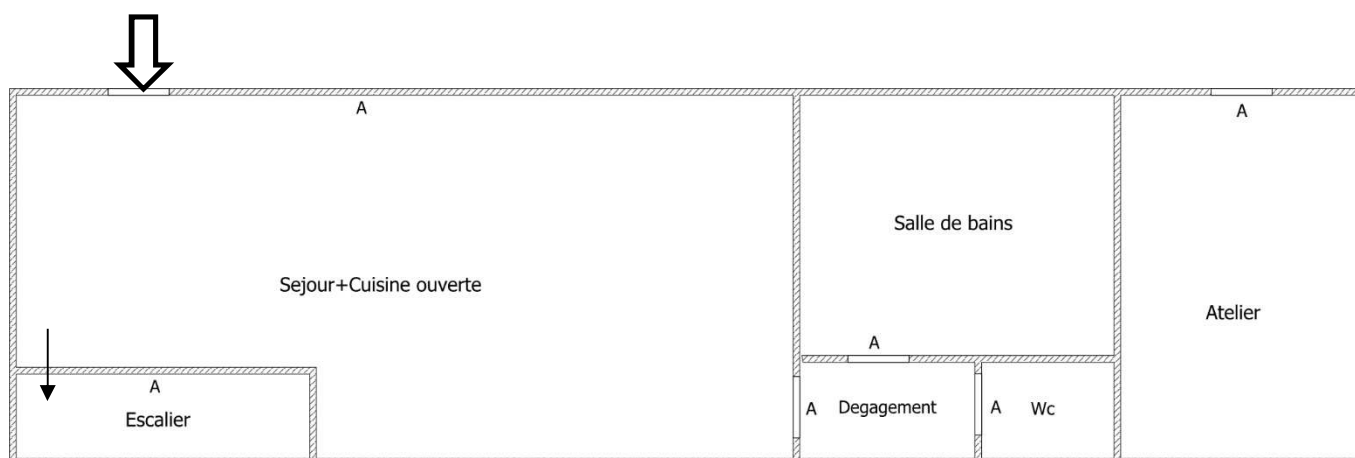 A
A
Salle de bains
Sejour+Cuisine ouverte
Atelier
A
A
Escalier
A
Degagement
A
Wc